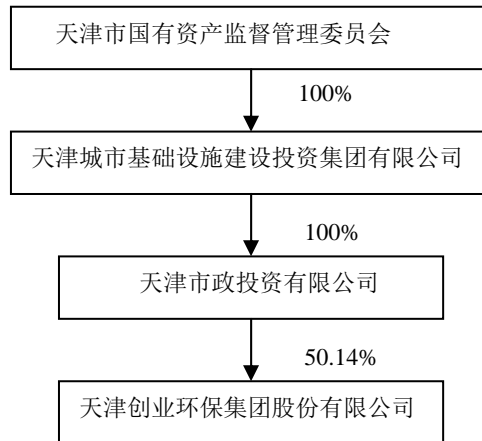 天津市国有资产监督管理委员会
100%
天津城市基础设施建设投资集团有限公司
100%
天津市政投资有限公司
50.14%
天津创业环保集团股份有限公司